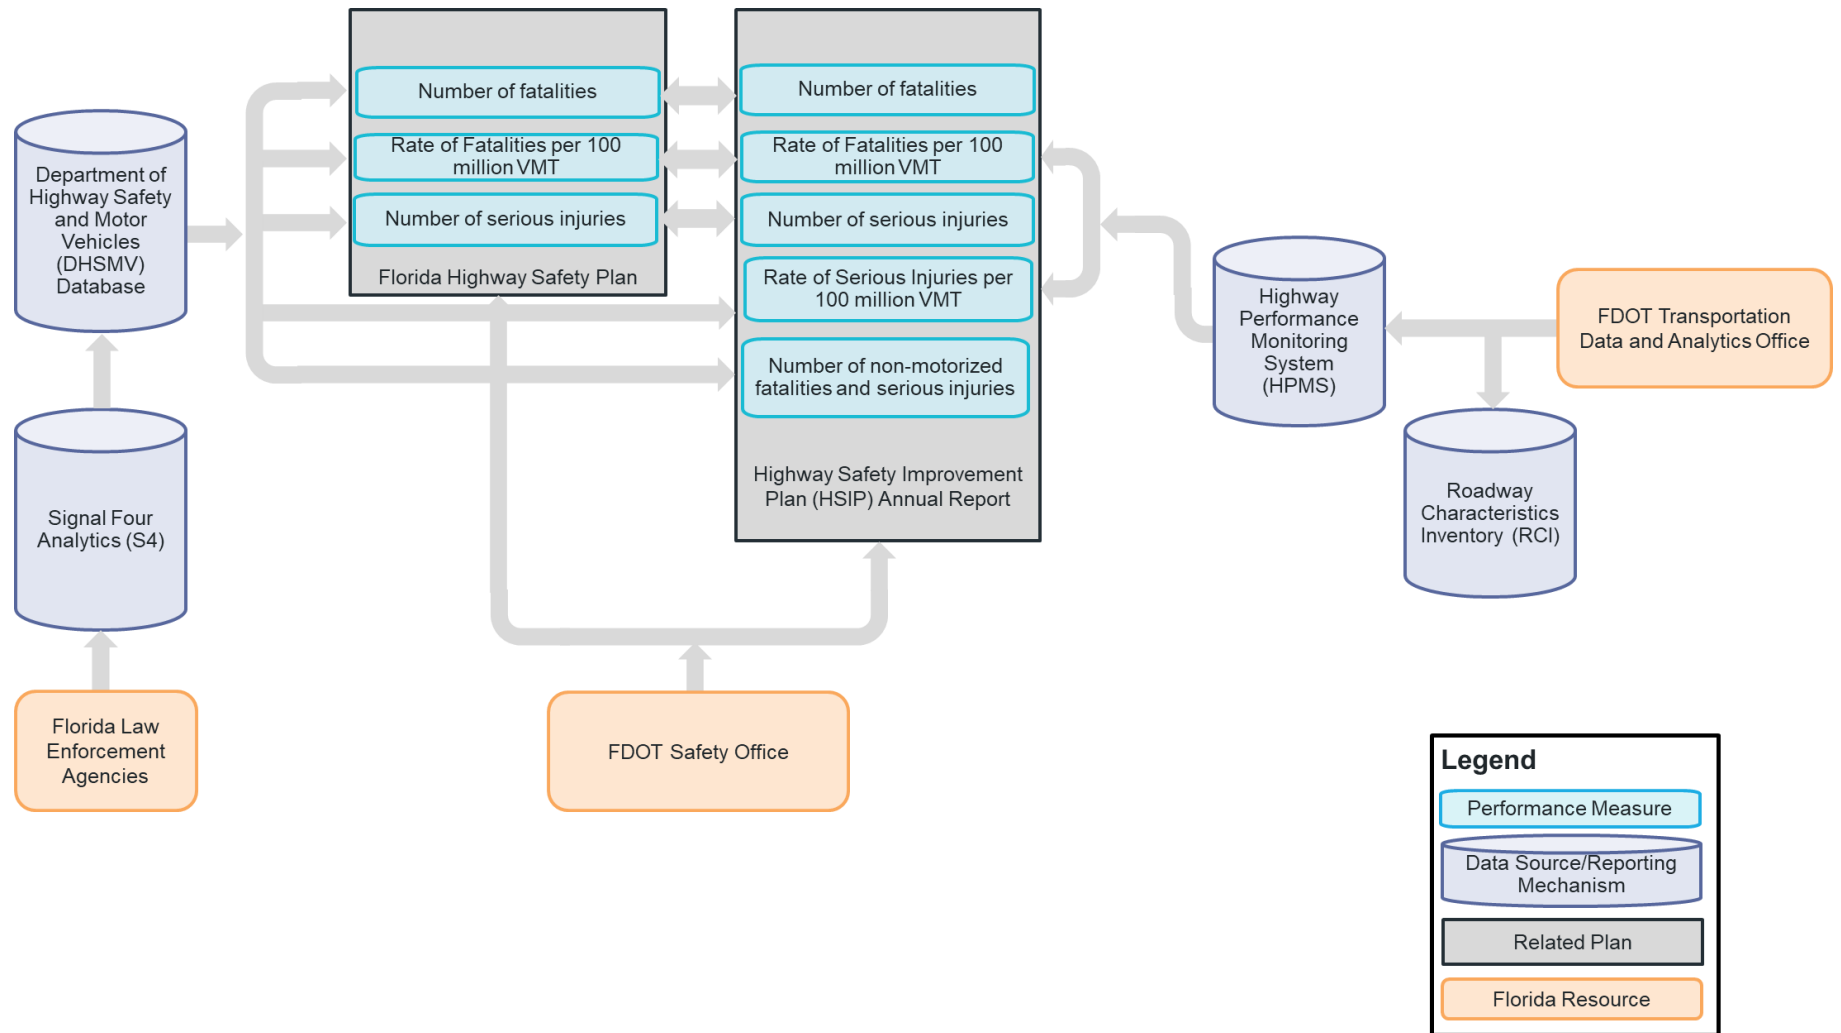 Department of
Highway Safety
and Motor
Vehicles
(DHSMV)
Database
Signal Four
Analytics (S4)
Florida Law
Enforcement
Agencies
Number of fatalities
Rate of Fatalities per 100
million VMT
Number of serious injuries
Florida Highway Safety Plan
Number of fatalities
Rate of Fatalities per 100
million VMT
Number of serious injuries
Rate of Serious Injuries per
100 million VMT
Number of non-motorized
fatalities and serious injuries
Highway Safety Improvement
Plan (HSIP) Annual Report
FDOT Safety Office
Highway
Performance
Monitoring
System
(HPMS)
FDOT Transportation
Data and Analytics Office
Roadway
Characteristics
Inventory (RCI)
Legend
Performance Measure
Data Source/Reporting
Mechanism
Related Plan
Florida Resource